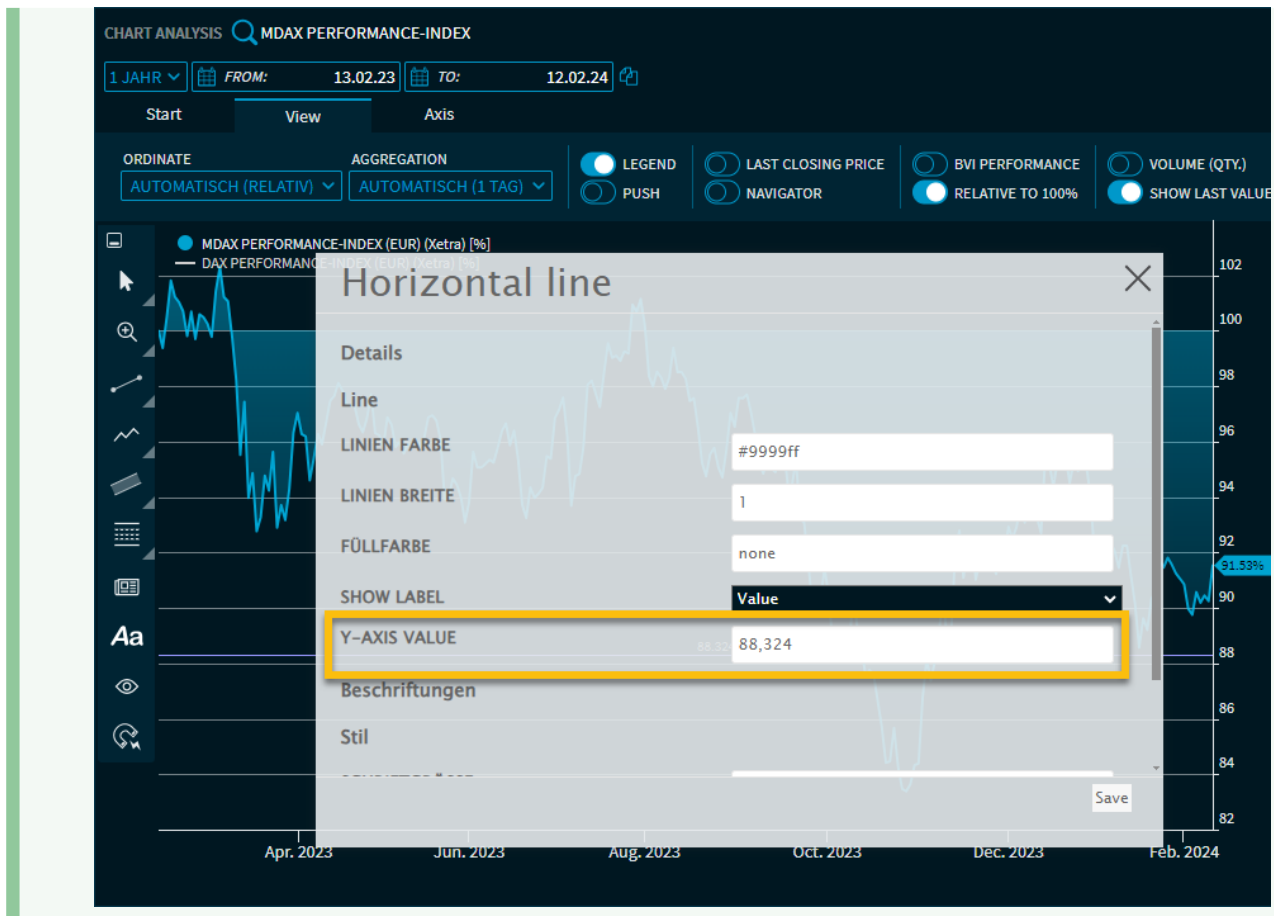 CHART ANALYSIS MDAX PERFORMANCE-INDEX
1 JAHR FROM: 13.02.23 TO: 12.02.24
Start View Axis
ORDINATE AGGREGATION LEGEND LAST CLOSING PRICE BVI PERFORMANCE VOLUME (QTY.)
AUTOMATISCH (RELATIV) AUTOMATISCH (1 TAG) PUSH NAVIGATOR RELATIVE TO 100% SHOW LAST VALUE
MDAX PERFORMANCE-INDEX (EUR) (Xetra) [%]
DAX PERFORMANCE-INDEX (EUR) (Xetra) [%]
102
Horizontal line
100
Details
98
Line
96
LINIEN FARBE #9999ff
94
LINIEN BREITE 1
92
FÜLLFARBE none
91.53%
90
SHOW LABEL Value
Y-AXIS VALUE 88,324
88
Beschriftungen
86
Stil
84
Save
82
Aa
Apr. 2023 Jun. 2023 Aug. 2023 Oct. 2023 Dec. 2023 Feb. 2024